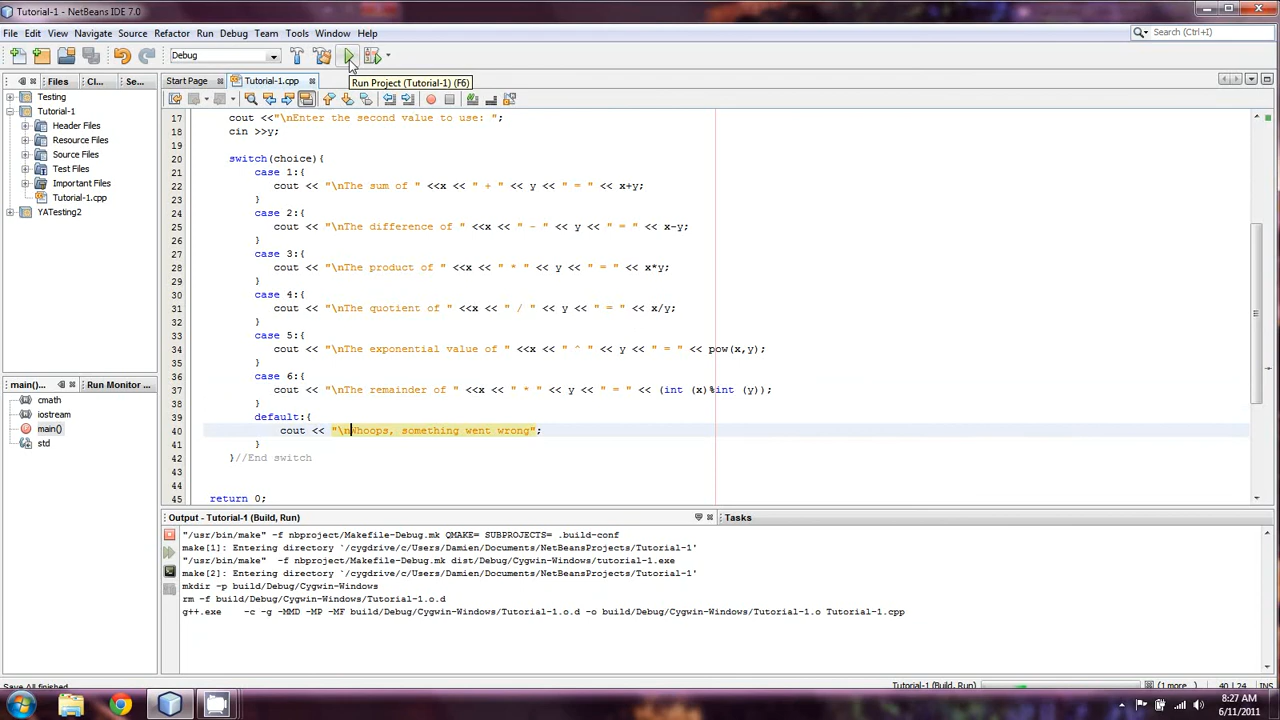 Tutorial-1 - NetBeans IDE 7.0
File Edit View Navigate Source Refactor Run Debug Team Tools Window Help
Search (Ctrl+I)
Debug
Files Cl... Se...
Start Page Tutorial-1.cpp
Run Project (Tutorial-1) (F6)
Testing
Tutorial-1
Header Files
Resource Files
Source Files
Test Files
Important Files
Tutorial-1.cpp
YATesting2
main()... Run Monitor ...
cmath
iostream
main()
std
17 cout <<"\nEnter the second value to use: ";
18 cin >>y;
19
20 switch(choice){
21 case 1:{
22 cout << "\nThe sum of " <<x << " + " << y << " = " << x+y;
23 }
24 case 2:{
25 cout << "\nThe difference of " <<x << " - " << y << " = " << x-y;
26 }
27 case 3:{
28 cout << "\nThe product of " <<x << " * " << y << " = " << x*y;
29 }
30 case 4:{
31 cout << "\nThe quotient of " <<x << " / " << y << " = " << x/y;
32 }
33 case 5:{
34 cout << "\nThe exponential value of " <<x << " ^ " << y << " = " << pow(x,y);
35 }
36 case 6:{
37 cout << "\nThe remainder of " <<x << " * " << y << " = " << (int (x)%int (y));
38 }
39 default:{
40 cout << "\nWhoops, something went wrong";
41 }
42 }//End switch
43
44
45 return 0;
Output - Tutorial-1 (Build, Run) Tasks
"/usr/bin/make" -f nbproject/Makefile-Debug.mk QMAKE= SUBPROJECTS= .build-conf
make[1]: Entering directory `/cygdrive/c/Users/Damien/Documents/NetBeansProjects/Tutorial-1'
"/usr/bin/make" -f nbproject/Makefile-Debug.mk dist/Debug/Cygwin-Windows/tutorial-1.exe
make[2]: Entering directory `/cygdrive/c/Users/Damien/Documents/NetBeansProjects/Tutorial-1'
mkdir -p build/Debug/Cygwin-Windows
rm -f build/Debug/Cygwin-Windows/Tutorial-1.o.d
g++.exe -c -g -MMD -MP -MF build/Debug/Cygwin-Windows/Tutorial-1.o.d -o build/Debug/Cygwin-Windows/Tutorial-1.o Tutorial-1.cpp
Save All finished.
Tutorial-1 (Build, Run)
(1 more...)
40 | 24 INS
8:27 AM
6/11/2011